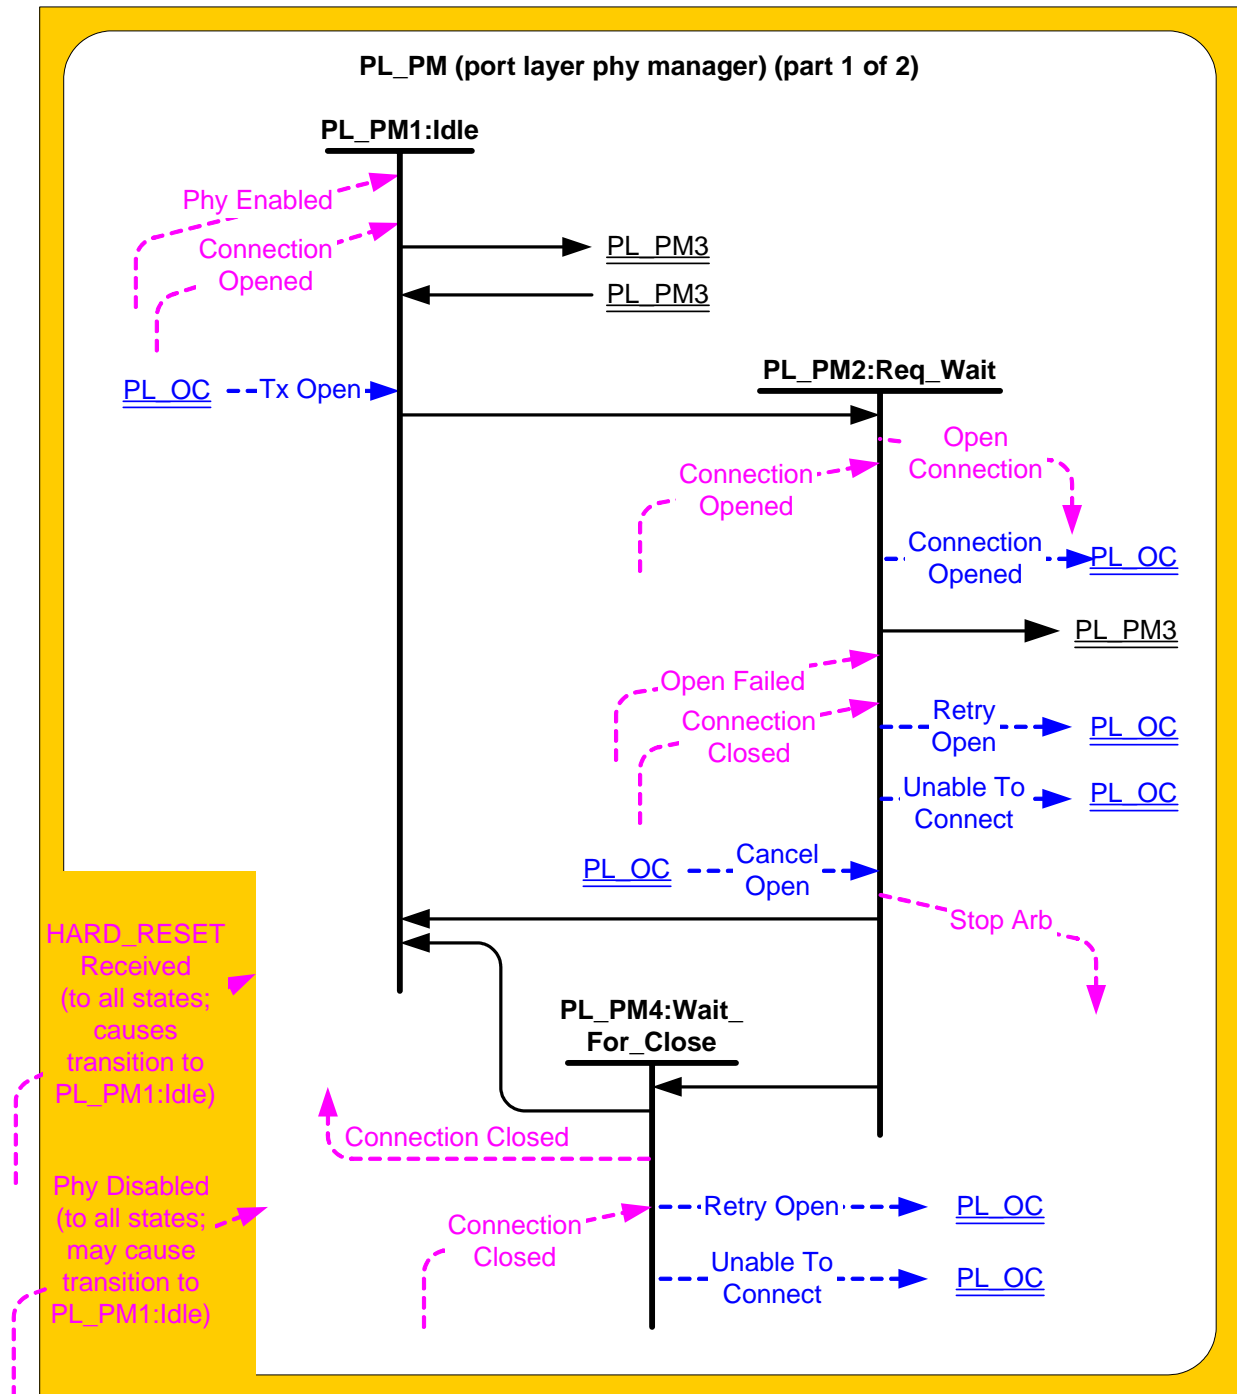 PL_PM (port layer phy manager) (part 1 of 2)
PL_PM1:Idle
Phy Enabled
Connection
Opened
PL_PM3
PL_PM3
PL_OC
Tx Open
PL_PM2:Req_Wait
Open
Connection
Connection
Opened
Connection
Opened
PL_OC
PL_PM3
Open Failed
Connection
Closed
Retry
Open
PL_OC
Unable To
Connect
PL_OC
PL_OC
Cancel
Open
Stop Arb
HARD_RESET
Received
(to all states;
causes
transition to
PL_PM1:Idle)
PL_PM4:Wait_
For_Close
Connection Closed
Phy Disabled
(to all states;
may cause
transition to
PL_PM1:Idle)
Connection
Closed
Retry Open
PL_OC
Unable To
Connect
PL_OC